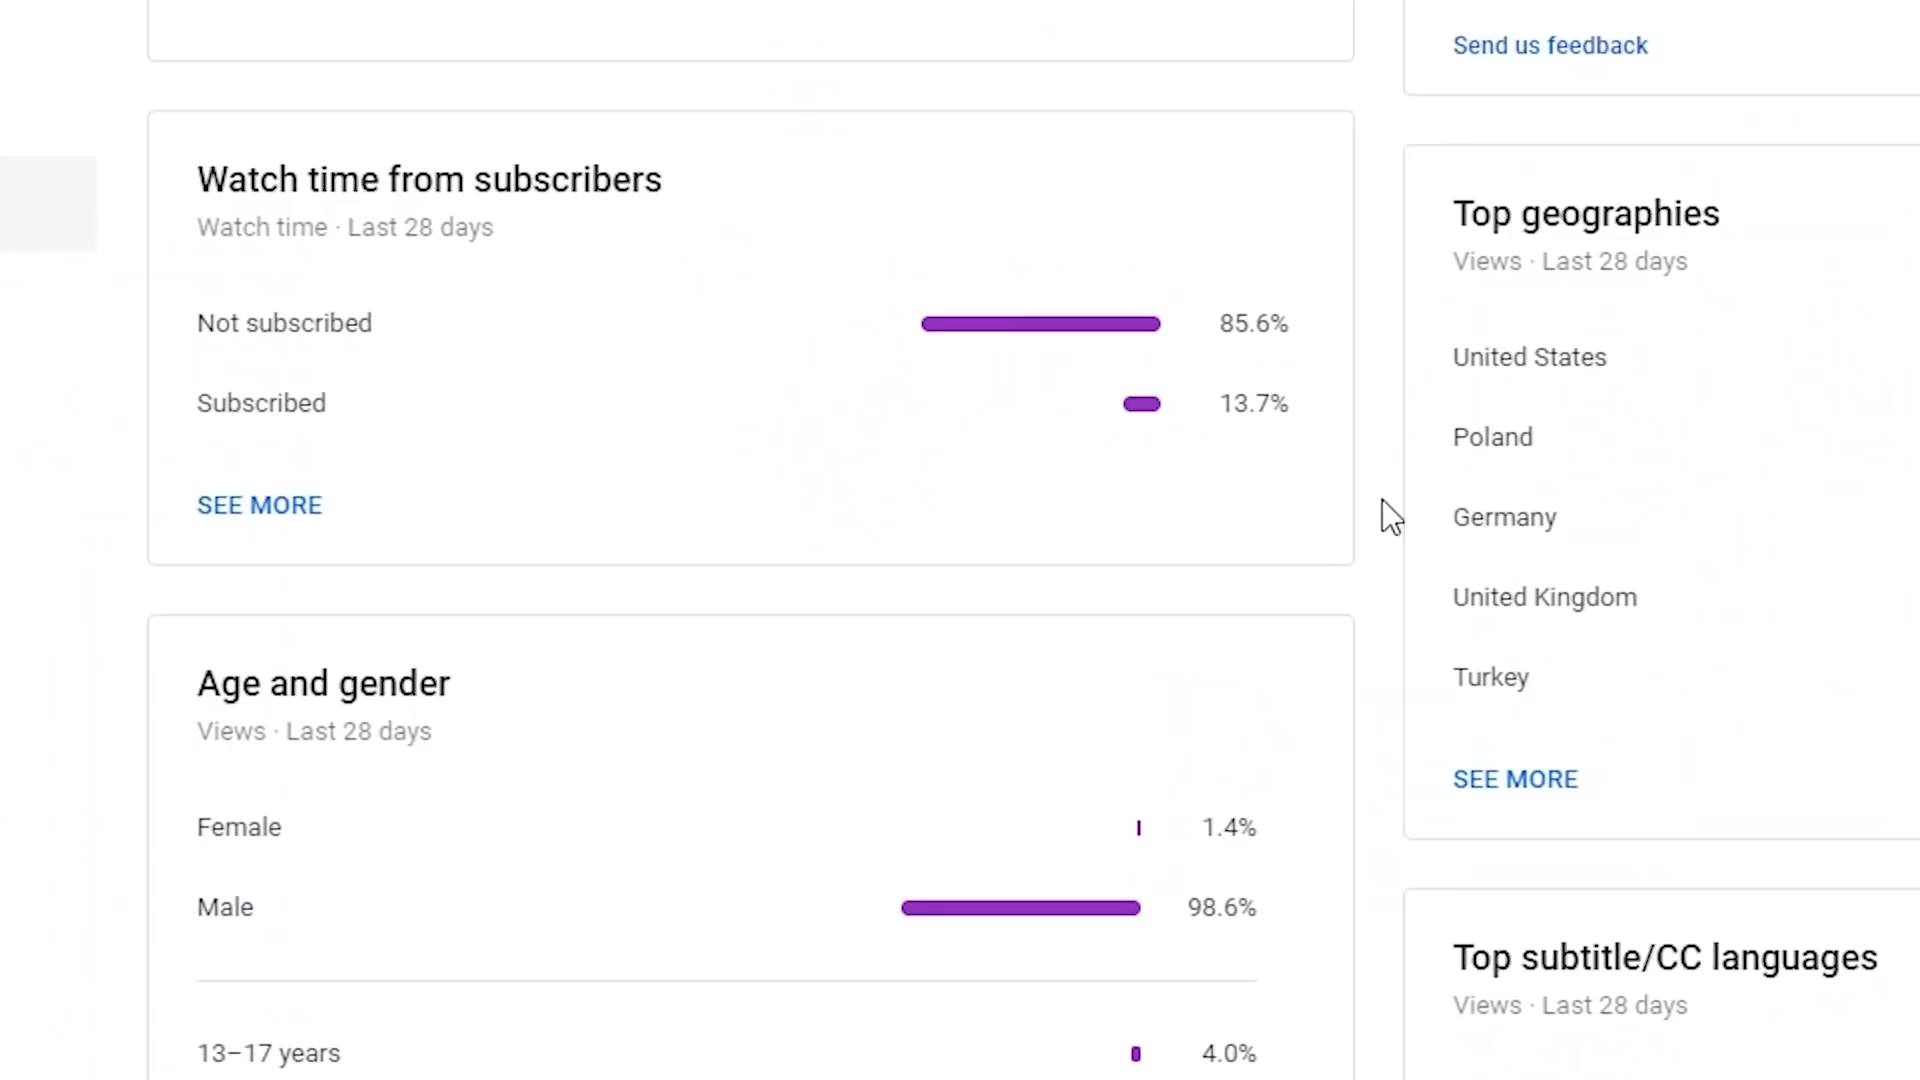 Send us feedback
Watch time from subscribers
Watch time · Last 28 days
Not subscribed 85.6%
Subscribed 13.7%
SEE MORE
Age and gender
Views · Last 28 days
Female 1.4%
Male 98.6%
13–17 years 4.0%
Top geographies
Views · Last 28 days
United States
Poland
Germany
United Kingdom
Turkey
SEE MORE
Top subtitle/CC languages
Views · Last 28 days